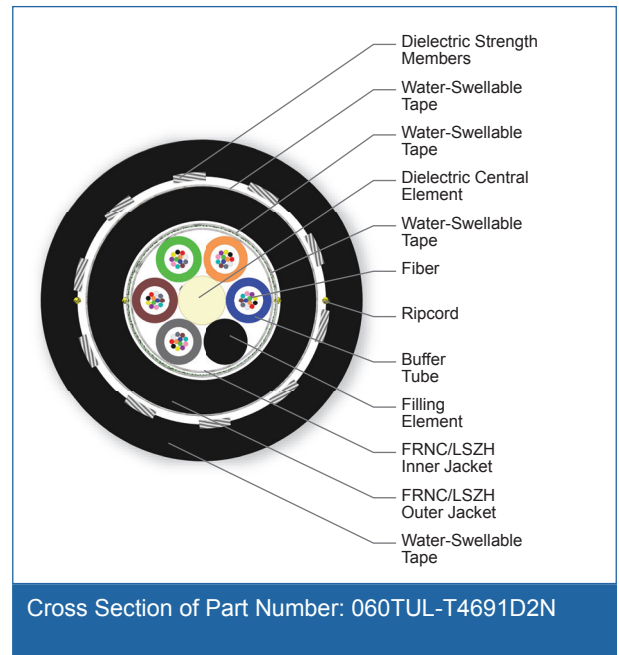 Dielectric Strength
Members
Water-Swellable
Tape
Water-Swellable
Tape
Dielectric Central
Element
Water-Swellable
Tape
Fiber
Ripcord
Buffer
Tube
Filling
Element
FRNC/LSZH
Inner Jacket
FRNC/LSZH
Outer Jacket
Water-Swellable
Tape
Cross Section of Part Number: 060TUL-T4691D2N